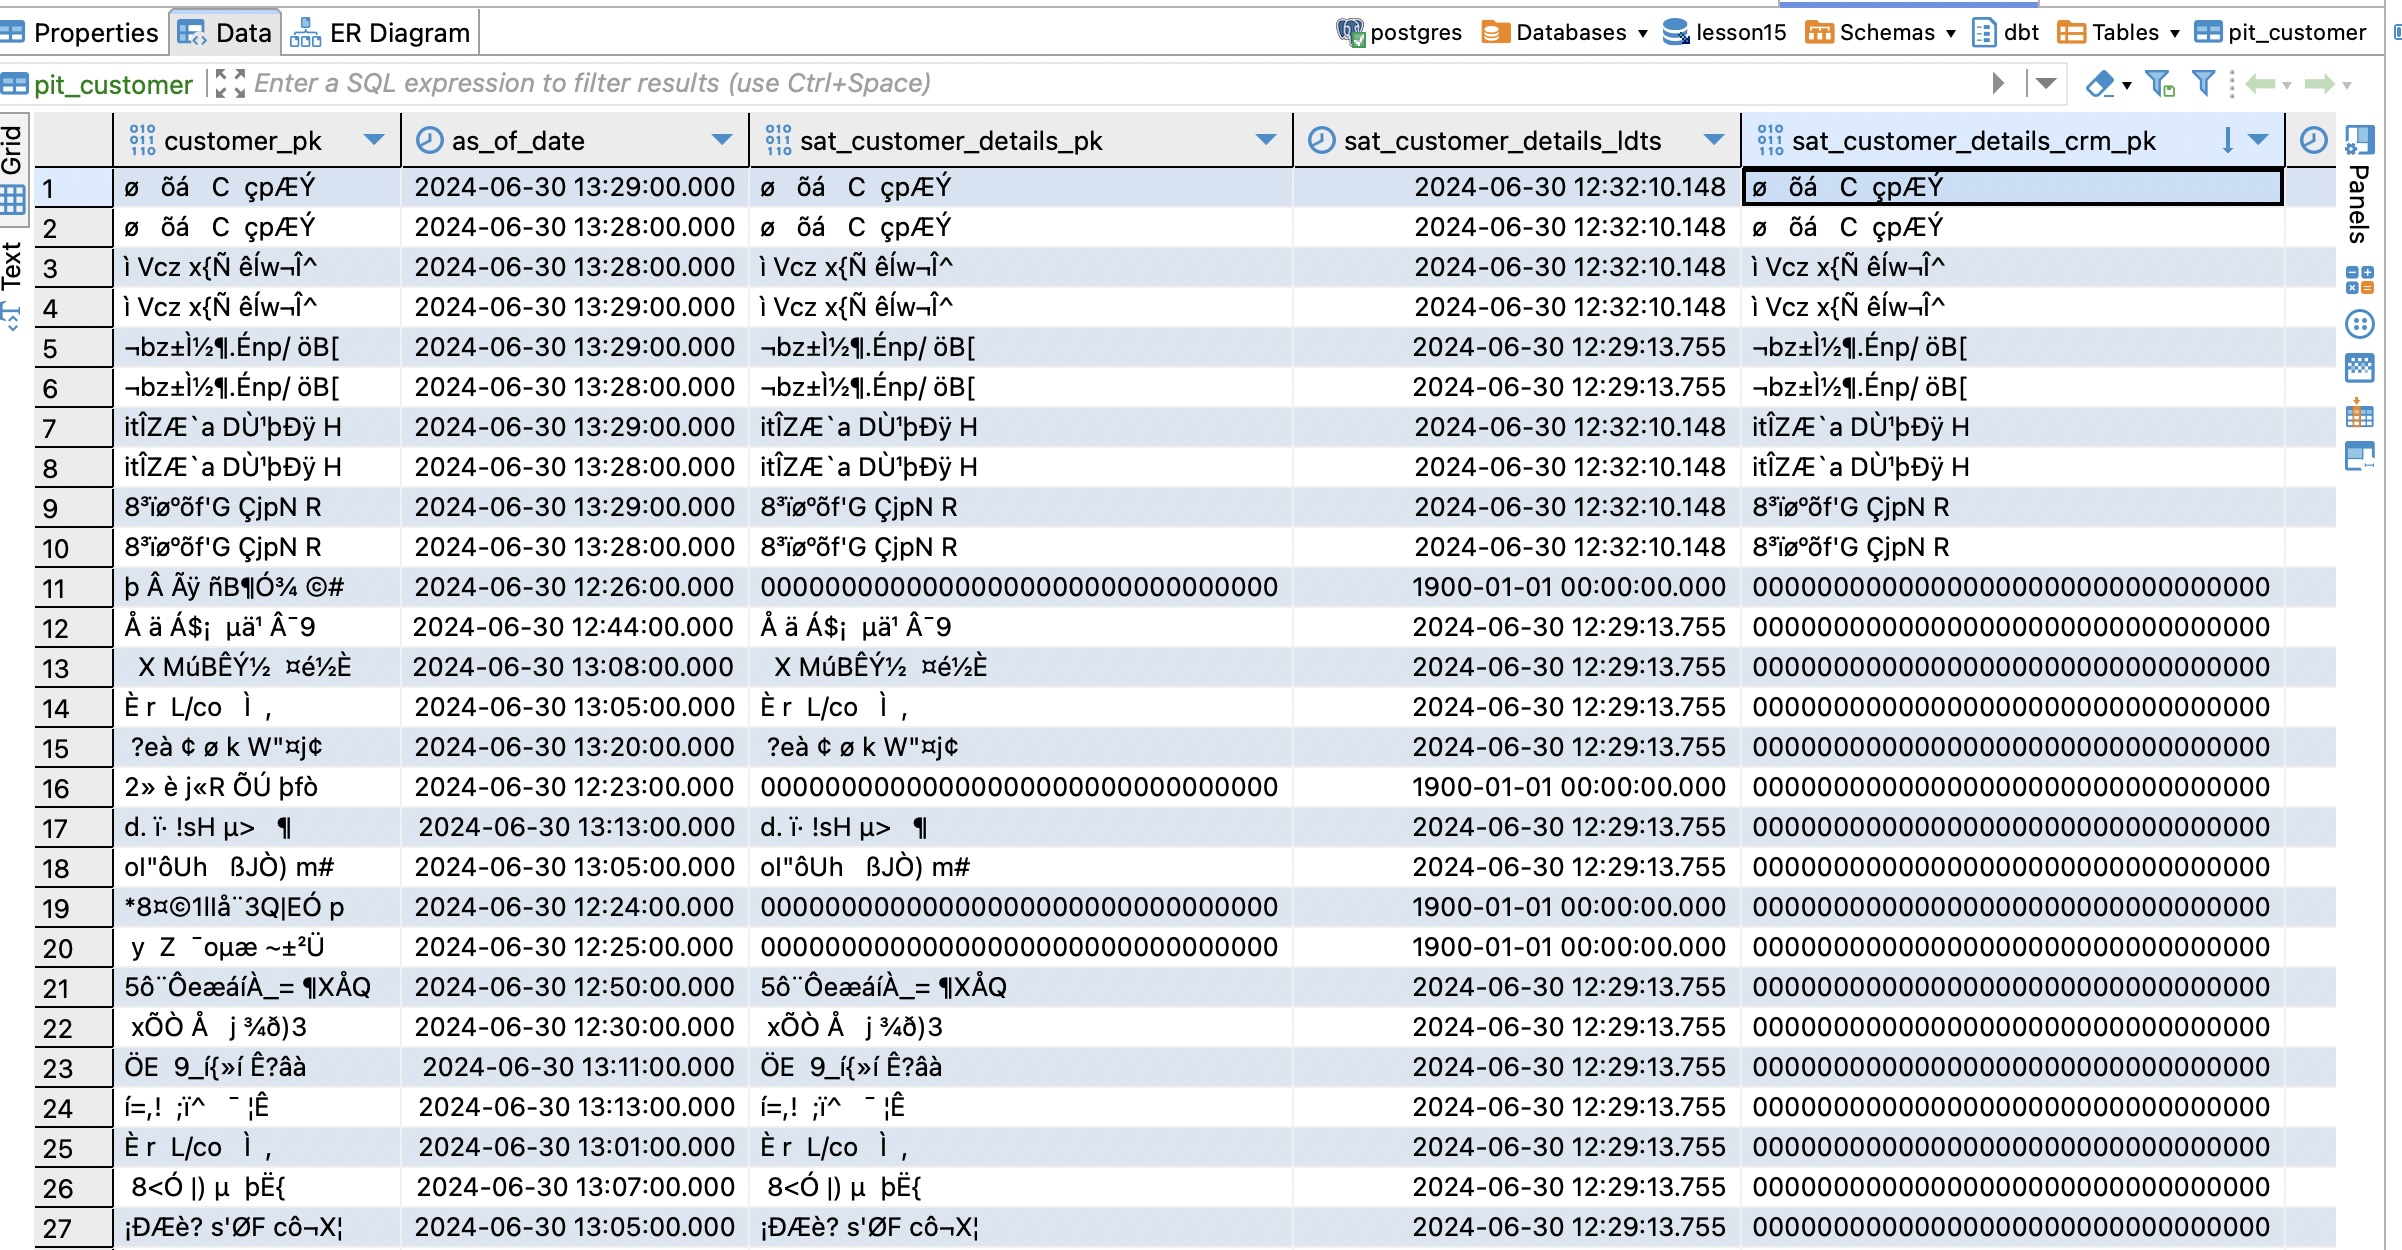 Properties Data ER Diagram postgres Databases lesson15 Schemas dbt Tables pit_customer
pit_customer Enter a SQL expression to filter results (use Ctrl+Space)
Grid
Text
Panels
customer_pk as_of_date sat_customer_details_pk sat_customer_details_ldts sat_customer_details_crm_pk
1 ø õá C çpÆÝ 2024-06-30 13:29:00.000 ø õá C çpÆÝ 2024-06-30 12:32:10.148 ø õá C çpÆÝ
2 ø õá C çpÆÝ 2024-06-30 13:28:00.000 ø õá C çpÆÝ 2024-06-30 12:32:10.148 ø õá C çpÆÝ
3 ì Vcz x{Ñ êÍw¬Î^ 2024-06-30 13:28:00.000 ì Vcz x{Ñ êÍw¬Î^ 2024-06-30 12:32:10.148 ì Vcz x{Ñ êÍw¬Î^
4 ì Vcz x{Ñ êÍw¬Î^ 2024-06-30 13:29:00.000 ì Vcz x{Ñ êÍw¬Î^ 2024-06-30 12:32:10.148 ì Vcz x{Ñ êÍw¬Î^
5 ¬bz±Ì½¶.Énp/ öB[ 2024-06-30 13:29:00.000 ¬bz±Ì½¶.Énp/ öB[ 2024-06-30 12:29:13.755 ¬bz±Ì½¶.Énp/ öB[
6 ¬bz±Ì½¶.Énp/ öB[ 2024-06-30 13:28:00.000 ¬bz±Ì½¶.Énp/ öB[ 2024-06-30 12:29:13.755 ¬bz±Ì½¶.Énp/ öB[
7 itÎZÆ`a DÙ¹þÐÿ H 2024-06-30 13:29:00.000 itÎZÆ`a DÙ¹þÐÿ H 2024-06-30 12:32:10.148 itÎZÆ`a DÙ¹þÐÿ H
8 itÎZÆ`a DÙ¹þÐÿ H 2024-06-30 13:28:00.000 itÎZÆ`a DÙ¹þÐÿ H 2024-06-30 12:32:10.148 itÎZÆ`a DÙ¹þÐÿ H
9 8³ïøºõf'G ÇjpN R 2024-06-30 13:29:00.000 8³ïøºõf'G ÇjpN R 2024-06-30 12:32:10.148 8³ïøºõf'G ÇjpN R
10 8³ïøºõf'G ÇjpN R 2024-06-30 13:28:00.000 8³ïøºõf'G ÇjpN R 2024-06-30 12:32:10.148 8³ïøºõf'G ÇjpN R
11 þ Â Ãÿ ñB¶Ó¾ ©# 2024-06-30 12:26:00.000 00000000000000000000000000000000 1900-01-01 00:00:00.000 00000000000000000000000000000000
12 Å ä Á$¡ µä¹ Â¯9 2024-06-30 12:44:00.000 Å ä Á$¡ µä¹ Â¯9 2024-06-30 12:29:13.755 00000000000000000000000000000000
13 X MúBÊÝ½ ¤é½È 2024-06-30 13:08:00.000 X MúBÊÝ½ ¤é½È 2024-06-30 12:29:13.755 00000000000000000000000000000000
14 È r L/co Ì , 2024-06-30 13:05:00.000 È r L/co Ì , 2024-06-30 12:29:13.755 00000000000000000000000000000000
15 ?eà ¢ ø k W"¤j¢ 2024-06-30 13:20:00.000 ?eà ¢ ø k W"¤j¢ 2024-06-30 12:29:13.755 00000000000000000000000000000000
16 2» è j«R ÕÚ þfò 2024-06-30 12:23:00.000 00000000000000000000000000000000 1900-01-01 00:00:00.000 00000000000000000000000000000000
17 d. ï· !sH µ> ¶ 2024-06-30 13:13:00.000 d. ï· !sH µ> ¶ 2024-06-30 12:29:13.755 00000000000000000000000000000000
18 oI"ôUh ßJÒ) m# 2024-06-30 13:05:00.000 oI"ôUh ßJÒ) m# 2024-06-30 12:29:13.755 00000000000000000000000000000000
19 *8¤©1IIå¨3Q|EÓ p 2024-06-30 12:24:00.000 00000000000000000000000000000000 1900-01-01 00:00:00.000 00000000000000000000000000000000
20 y Z ¯oµæ ~±²Ü 2024-06-30 12:25:00.000 00000000000000000000000000000000 1900-01-01 00:00:00.000 00000000000000000000000000000000
21 5ô¨ÔeæáíÀ_= ¶XÅQ 2024-06-30 12:50:00.000 5ô¨ÔeæáíÀ_= ¶XÅQ 2024-06-30 12:29:13.755 00000000000000000000000000000000
22 xÕÒ Å j ¾ð)3 2024-06-30 12:30:00.000 xÕÒ Å j ¾ð)3 2024-06-30 12:29:13.755 00000000000000000000000000000000
23 ÖE 9_í{»í Ê?âà 2024-06-30 13:11:00.000 ÖE 9_í{»í Ê?âà 2024-06-30 12:29:13.755 00000000000000000000000000000000
24 í=,! ;ï^ ¯ ¦Ê 2024-06-30 13:13:00.000 í=,! ;ï^ ¯ ¦Ê 2024-06-30 12:29:13.755 00000000000000000000000000000000
25 È r L/co Ì , 2024-06-30 13:01:00.000 È r L/co Ì , 2024-06-30 12:29:13.755 00000000000000000000000000000000
26 8<Ó |) µ þË{ 2024-06-30 13:07:00.000 8<Ó |) µ þË{ 2024-06-30 12:29:13.755 00000000000000000000000000000000
27 ¡ÐÆè? s'ØF cô¬X¦ 2024-06-30 13:05:00.000 ¡ÐÆè? s'ØF cô¬X¦ 2024-06-30 12:29:13.755 00000000000000000000000000000000